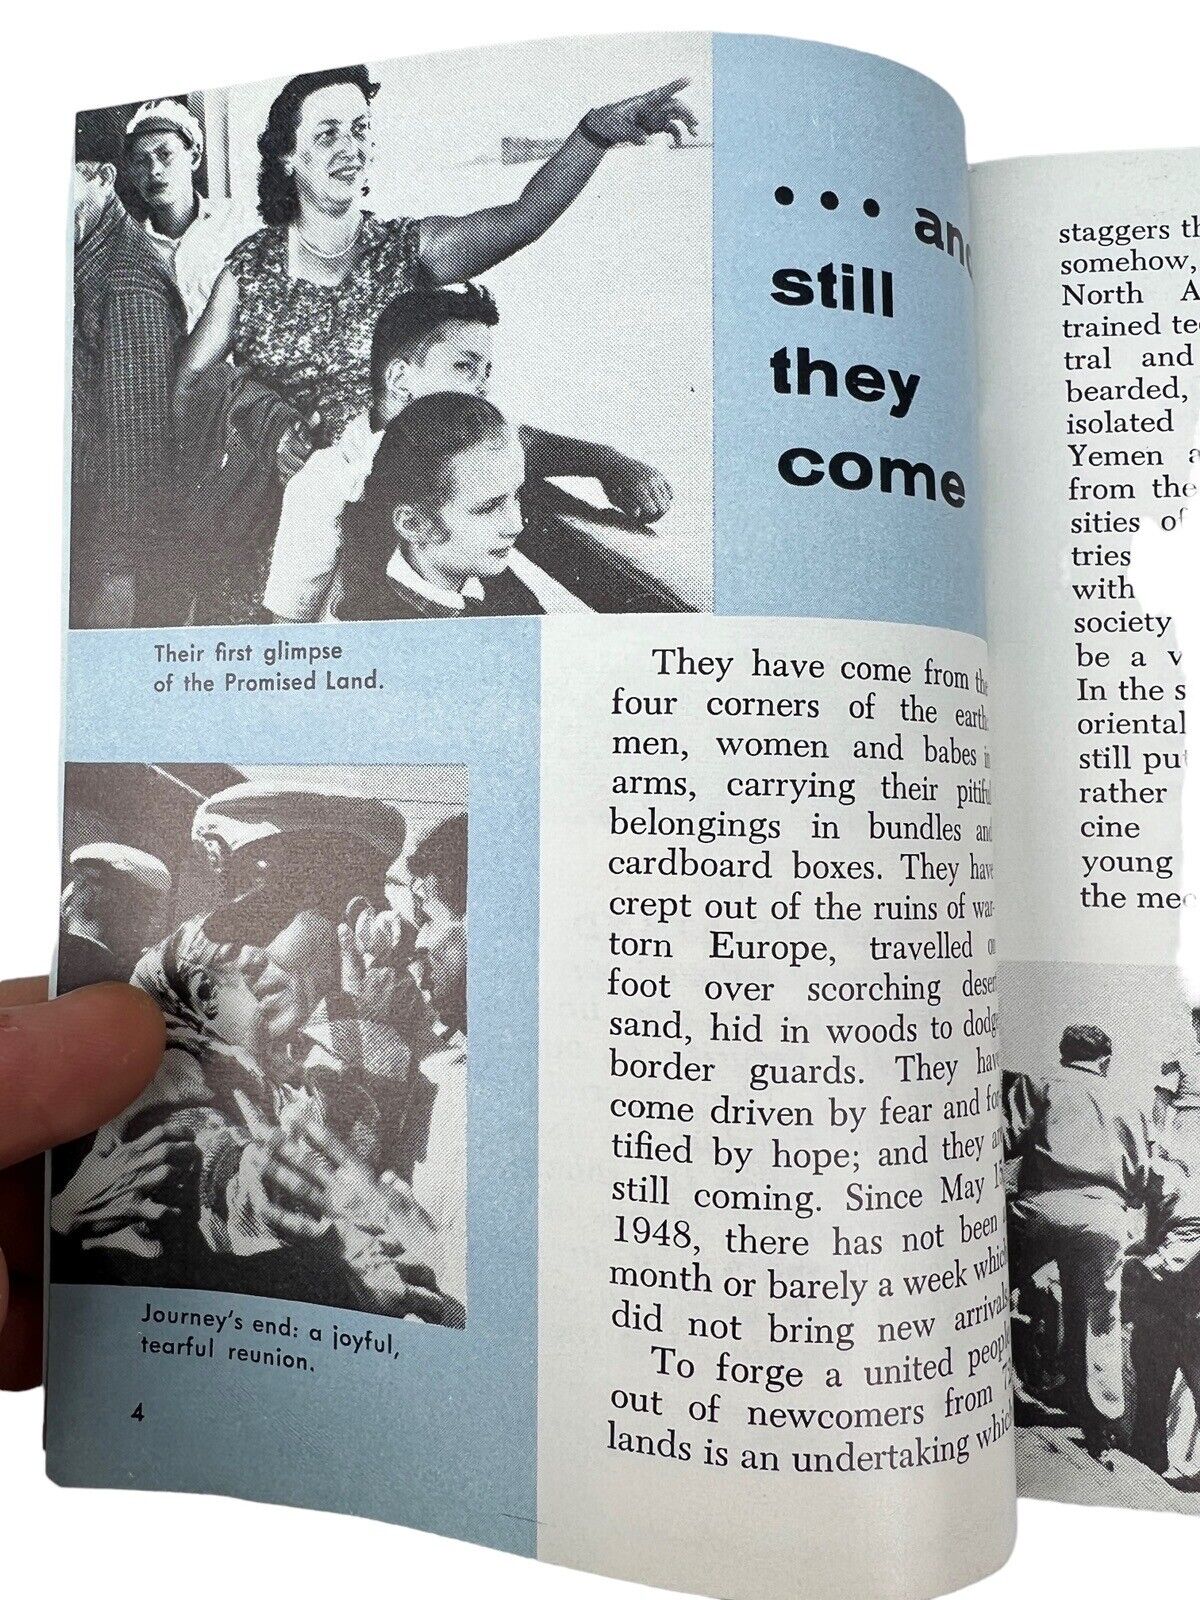 ... and
still
they
come
Their first glimpse
of the Promised Land.
They have come from the
four corners of the earth:
men, women and babes in
arms, carrying their pitiful
belongings in bundles and
cardboard boxes. They have
crept out of the ruins of war-
torn Europe, travelled on
foot over scorching desert
sand, hid in woods to dodge
border guards. They have
come driven by fear and for-
tified by hope; and they are
still coming. Since May
1948, there has not been
month or barely a week which
did not bring new arrivals.
To forge a united people
out of newcomers from
lands is an undertaking which
Journey's end: a joyful,
tearful reunion.
4
staggers
somehow,
North
trained
tral and
bearded,
isolated
Yemen
from the
sities of
tries
with
society
be a
In the
oriental
still put
rather
cine
young
the